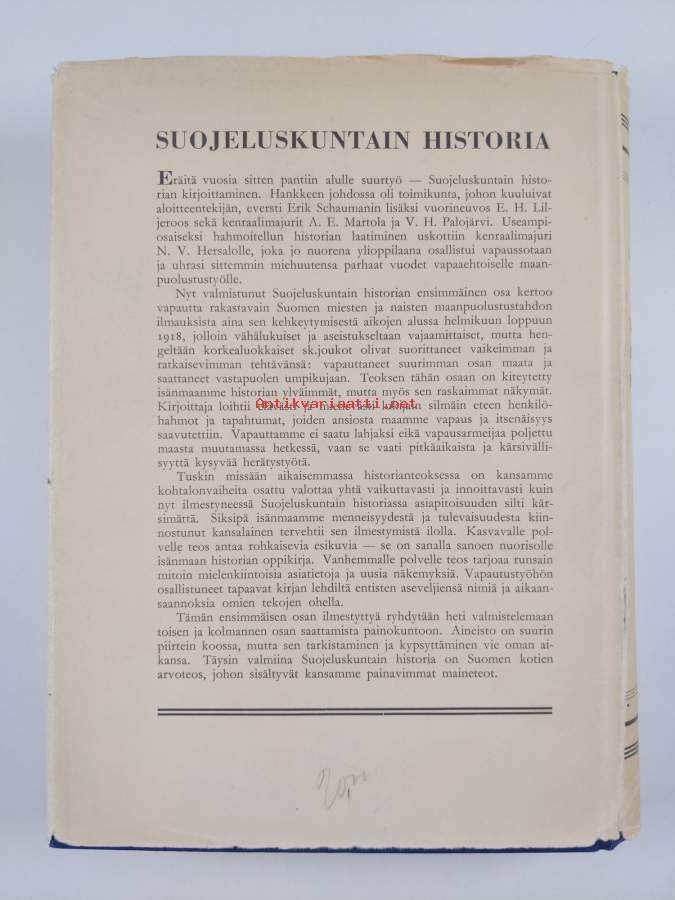 SUOJELUSKUNTAIN HISTORIA
Eräitä vuosia sitten pantiin alulle suurtyö — Suojeluskuntain histo-
rian kirjoittaminen. Hankkeen johdossa oli toimikunta, johon kuuluivat
aloitteentekijän, eversti Erik Schaumanin lisäksi vuorineuvos E. H. Lil-
jeroos sekä kenraalimajurit A. E. Martola ja V. H. Palojärvi. Useampi-
osaiseksi hahmoitellun historian laatiminen uskottiin kenraalimajuri
N. V. Hersalolle, joka jo nuorena ylioppilaana osallistui vapaussotaan
ja uhrasi sittemmin miehuutensa parhaat vuodet vapaaehtoiselle maan-
puolustustyölle.
Nyt valmistunut Suojeluskuntain historian ensimmäinen osa kertoo
vapautta rakastavain Suomen miesten ja naisten maanpuolustustahdon
ilmauksista aina sen kehkeytymisestä aikojen alussa helmikuun loppuun
1918, jolloin vähälukuiset ja aseistukseltaan vajaamittaiset, mutta hen-
geltään korkealuokkaiset sk.joukot olivat suorittaneet vaikeimman ja
ratkaisevimman tehtävänsä: vapauttaneet suurimman osan maata ja
saattaneet vastapuolen umpikujaan. Teoksen tähän osaan on kiteytetty
isänmaamme historian ylväimmät, mutta myös sen raskaimmat näkymät.
Antikvariaatti.net
Kirjoittaja loihtii elävästi ja lukijain silmäin eteen henkilö-
hahmot ja tapahtumat, joiden ansiosta maamme vapaus ja itsenäisyys
saavutettiin. Vapauttamme ei saatu lahjaksi eikä vapausarmeijaa poljettu
maasta muutamassa hetkessä, vaan se vaati pitkäaikaista ja kärsivälli-
syyttä kysyvää herätystyötä.
Tuskin missään aikaisemmassa historianteoksessa on kansamme
kohtalonvaiheita osattu valottaa yhtä vaikuttavasti ja innoittavasti kuin
nyt ilmestyneessä Suojeluskuntain historiassa asiapitoisuuden silti kär-
simättä. Siksipä isänmaamme menneisyydestä ja tulevaisuudesta kiin-
nostunut kansalainen tervehtii sen ilmestymistä ilolla. Kasvavalle pol-
velle teos antaa rohkaisevia esikuvia — se on sanalla sanoen nuorisolle
isänmaan historian oppikirja. Vanhemmalle polvelle teos tarjoaa runsain
mitoin mielenkiintoisia asiatietoja ja uusia näkemyksiä. Vapautustyöhön
osallistuneet tapaavat kirjan lehdiltä entisten aseveljiensä nimiä ja aikaan-
saannoksia omien tekojen ohella.
Tämän ensimmäisen osan ilmestyttyä ryhdytään heti valmistelemaan
toisen ja kolmannen osan saattamista painokuntoon. Aineisto on suurin
piirtein koossa, mutta sen tarkistaminen ja kypsyttäminen vie oman ai-
kansa. Täysin valmiina Suojeluskuntain historia on Suomen kotien
arvoteos, johon sisältyvät kansamme painavimmat maineteot.